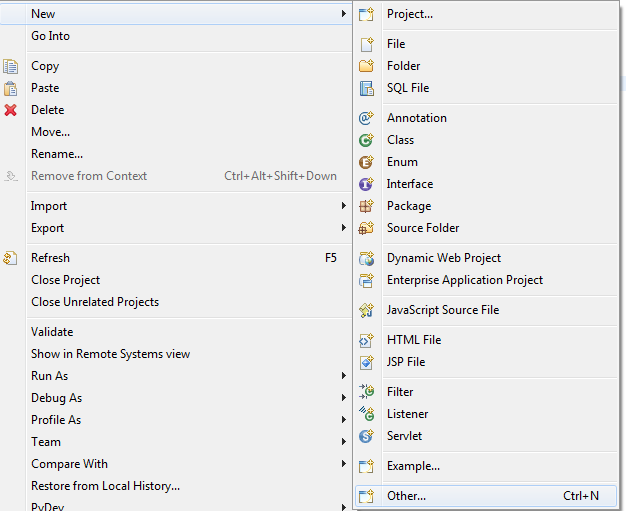 New
Go Into
Copy
Paste
Delete
Move...
Rename...
Remove from Context Ctrl+Alt+Shift+Down
Import
Export
Refresh F5
Close Project
Close Unrelated Projects
Validate
Show in Remote Systems view
Run As
Debug As
Profile As
Team
Compare With
Restore from Local History...
PyDev
Project...
File
Folder
SQL File
Annotation
Class
Enum
Interface
Package
Source Folder
Dynamic Web Project
Enterprise Application Project
JavaScript Source File
HTML File
JSP File
Filter
Listener
Servlet
Example...
Other... Ctrl+N